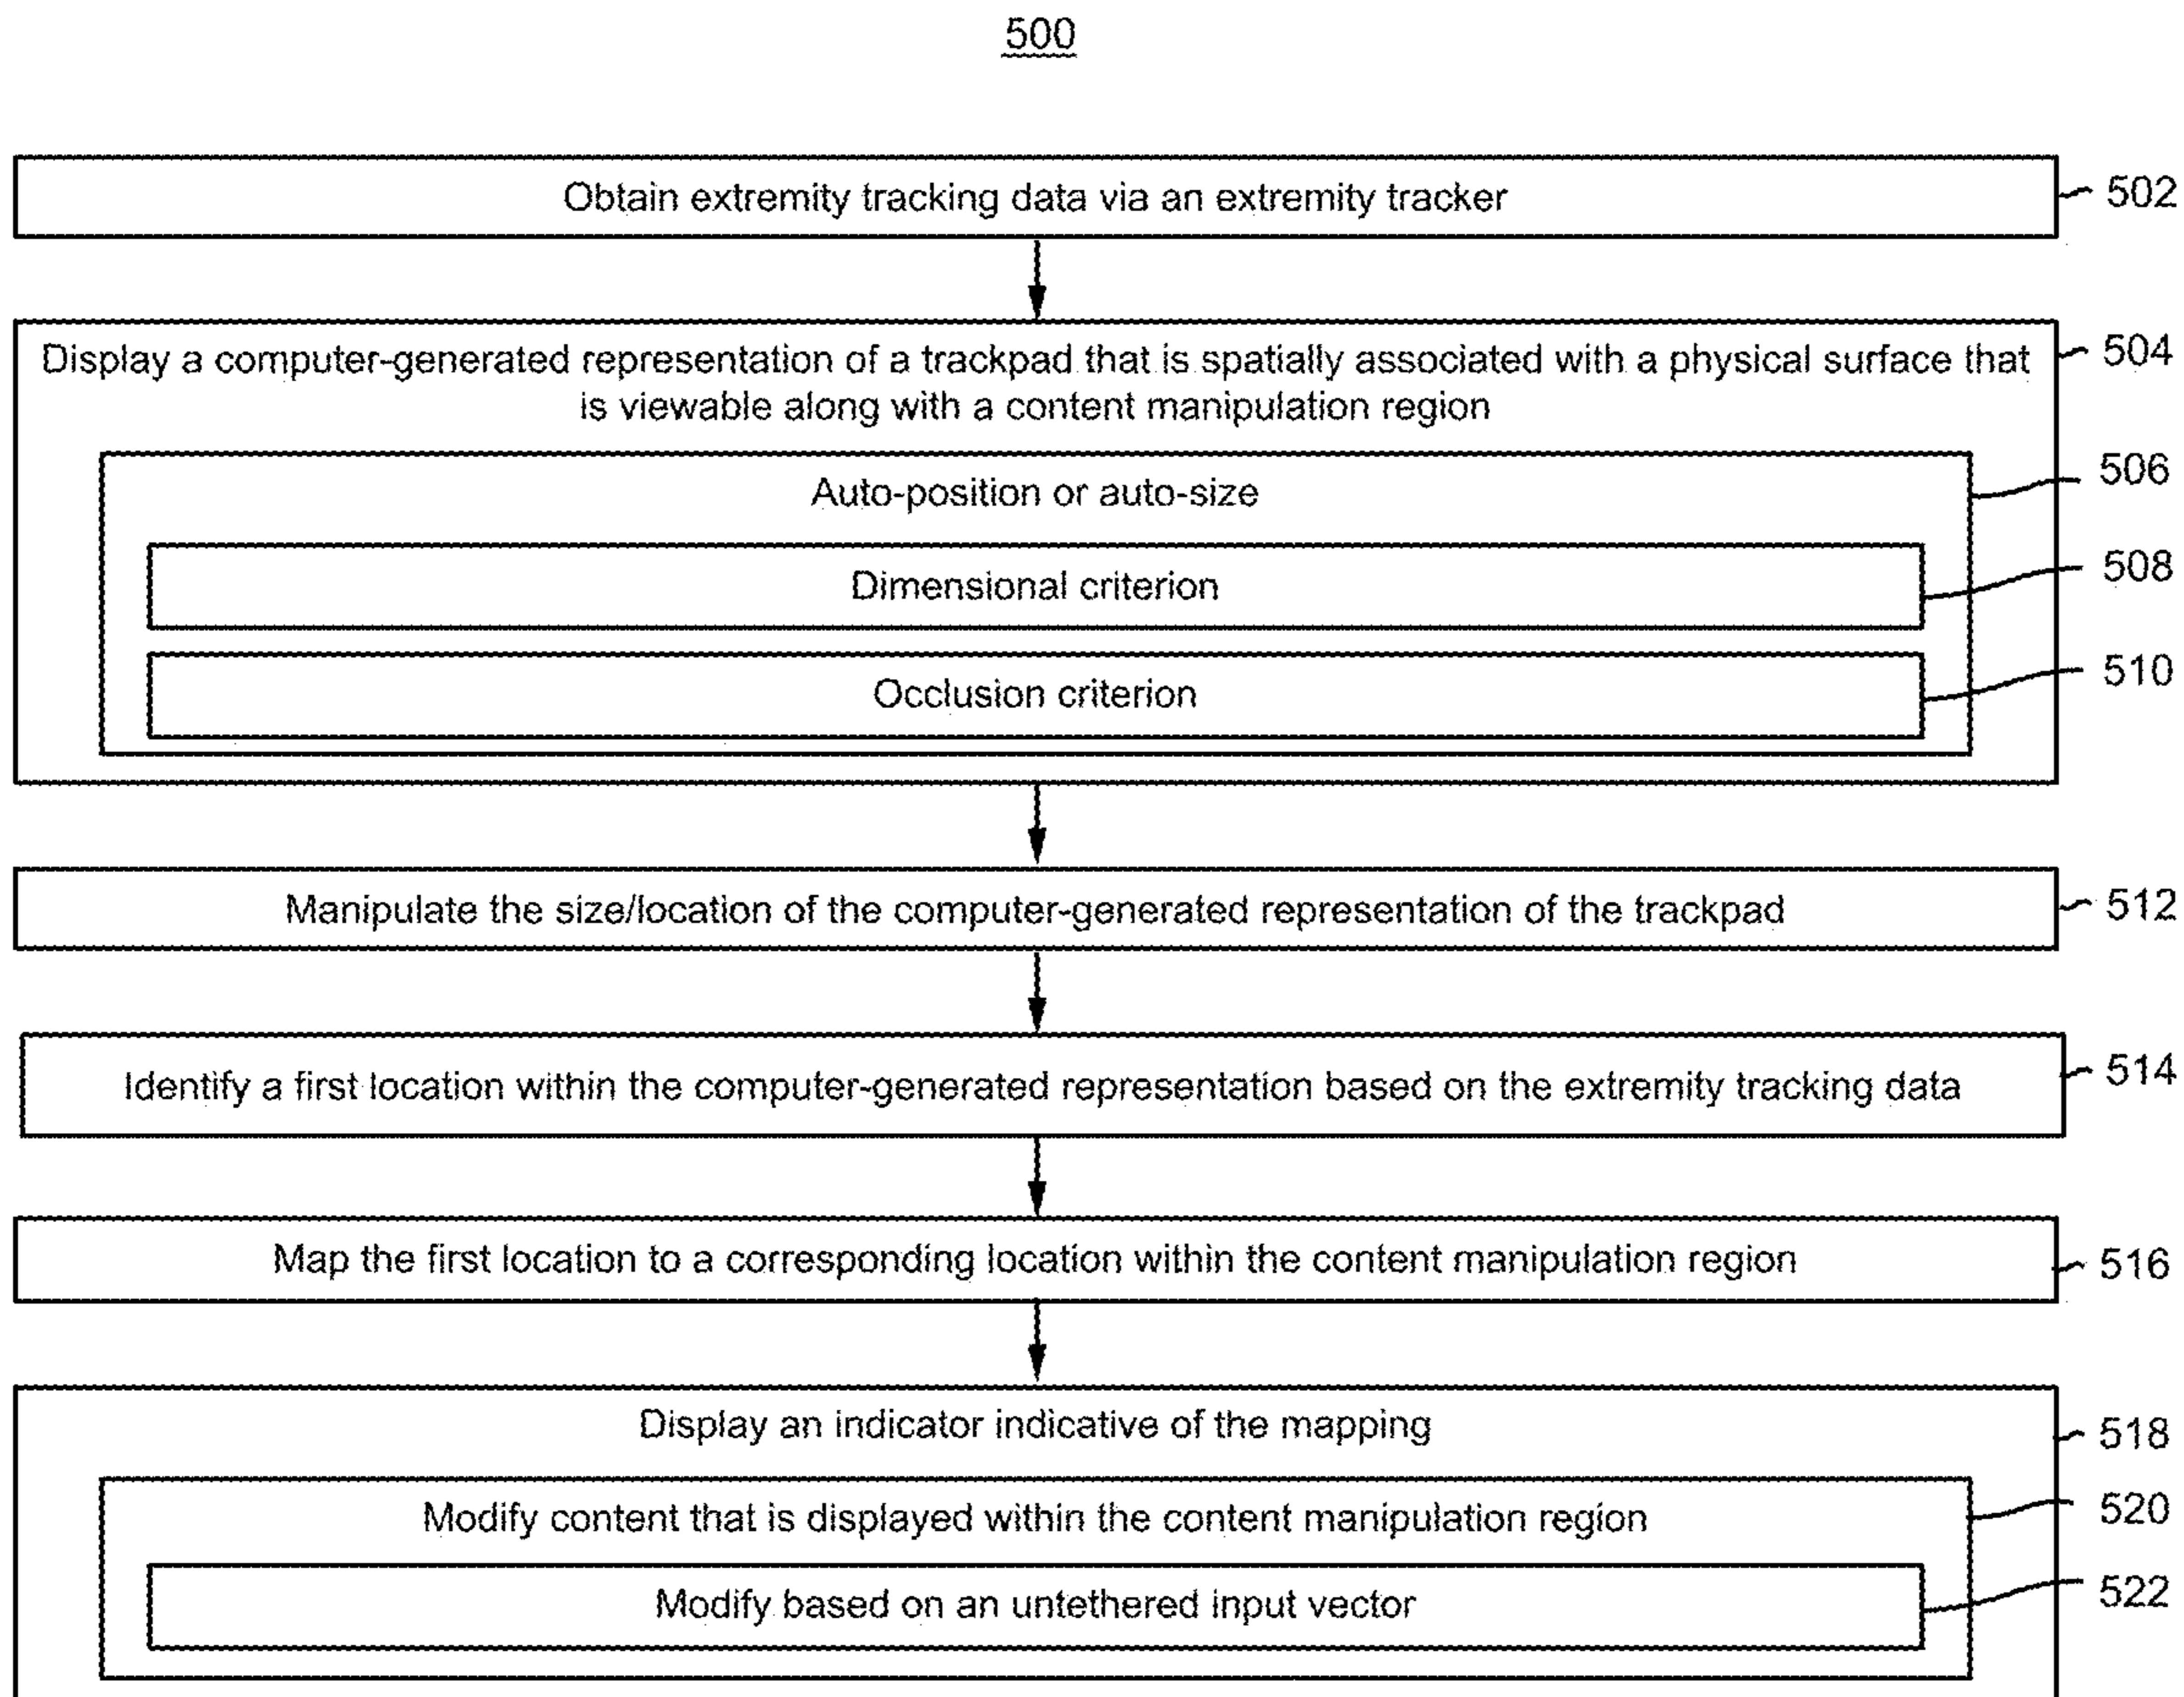 500
Obtain extremity tracking data via an extremity tracker
502
Display a computer-generated representation of a trackpad that is spatially associated with a physical surface that
is viewable along with a content manipulation region
504
Auto-position or auto-size
506
Dimensional criterion
508
Occlusion criterion
510
Manipulate the size/location of the computer-generated representation of the trackpad
512
Identify a first location within the computer-generated representation based on the extremity tracking data
514
Map the first location to a corresponding location within the content manipulation region
516
Display an indicator indicative of the mapping
518
Modify content that is displayed within the content manipulation region
520
Modify based on an untethered input vector
522